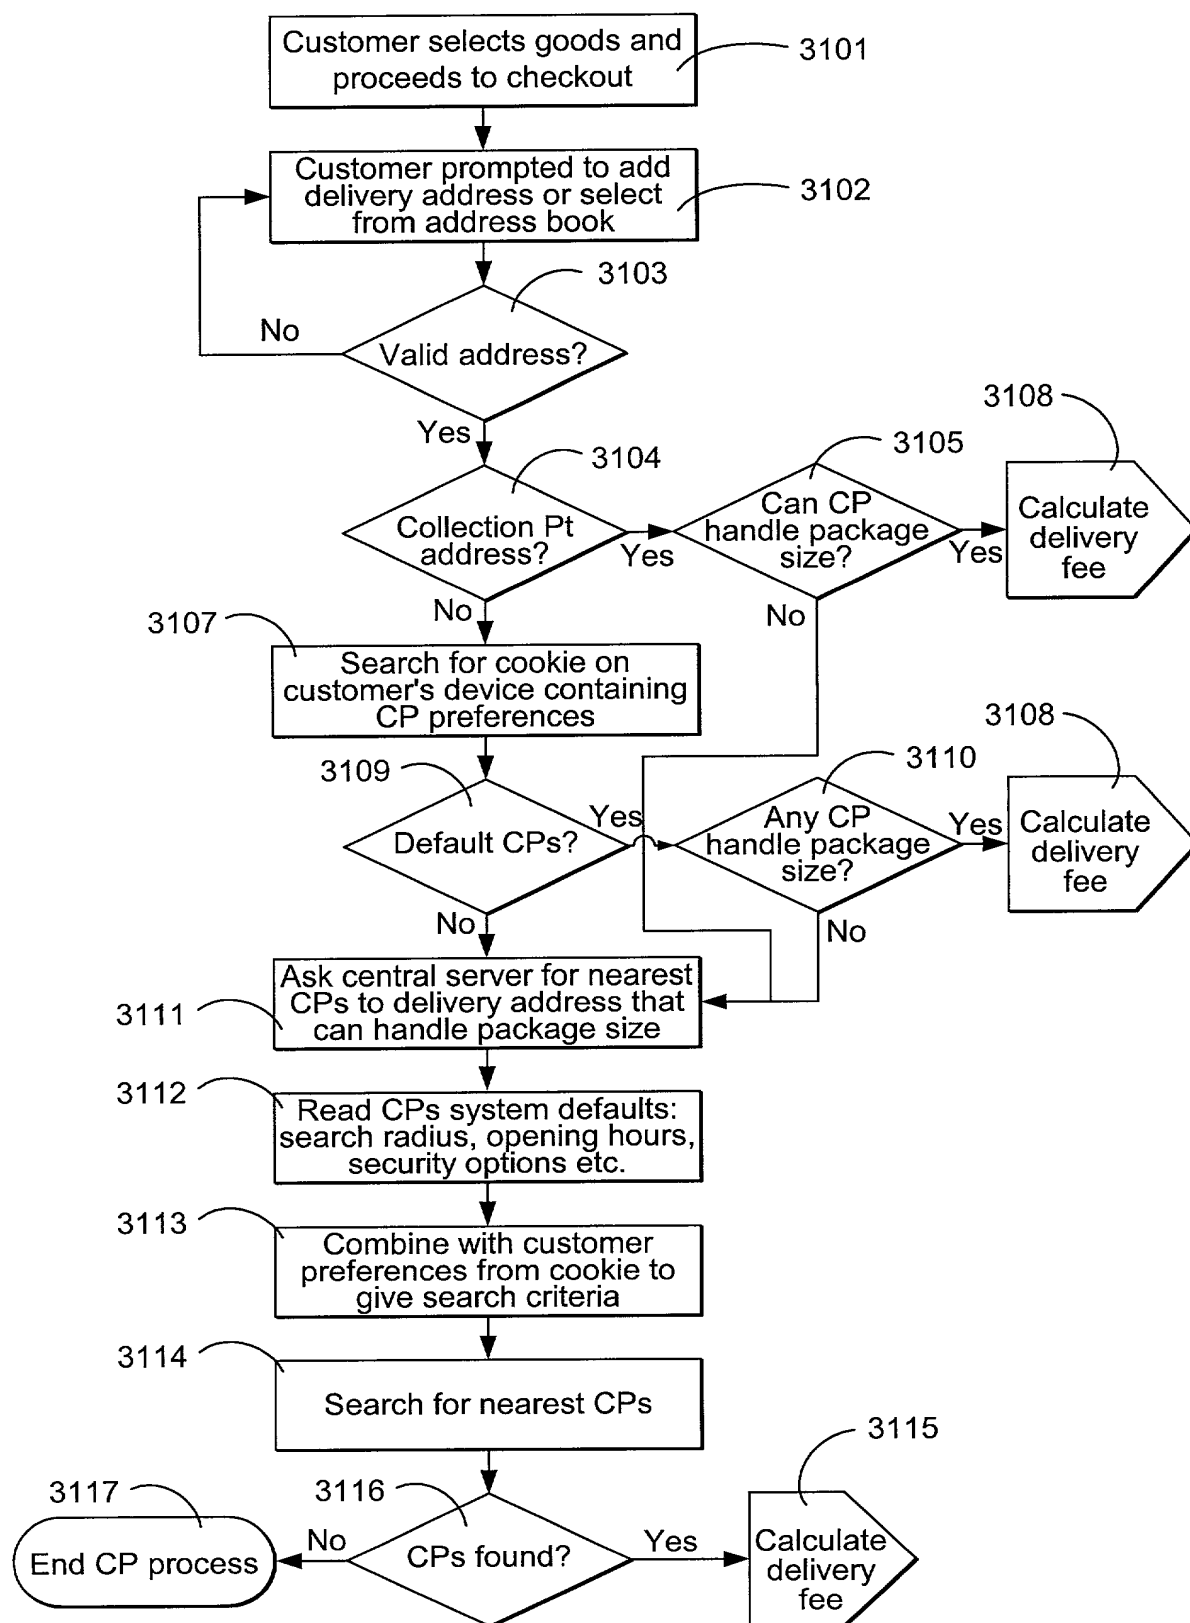 Customer selects goods and
proceeds to checkout
3101
Customer prompted to add
delivery address or select
from address book
3102
3103
No
Valid address?
Yes
3104
Collection Pt
address?
Yes
No
3105
Can CP
handle package
size?
Yes
No
3108
Calculate
delivery
fee
3107
Search for cookie on
customer's device containing
CP preferences
3109
Default CPs?
Yes
No
3110
Any CP
handle package
size?
Yes
No
3108
Calculate
delivery
fee
3111
Ask central server for nearest
CPs to delivery address that
can handle package size
3112
Read CPs system defaults:
search radius, opening hours,
security options etc.
3113
Combine with customer
preferences from cookie to
give search criteria
3114
Search for nearest CPs
3116
CPs found?
No
Yes
3117
End CP process
3115
Calculate
delivery
fee